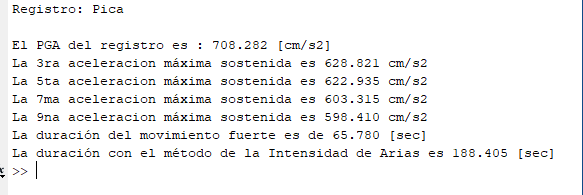 Registro: Pica
El PGA del registro es : 708.282 [cm/s2]
La 3ra aceleracion máxima sostenida es 628.821 cm/s2
La 5ta aceleracion máxima sostenida es 622.935 cm/s2
La 7ma aceleracion máxima sostenida es 603.315 cm/s2
La 9na aceleracion máxima sostenida es 598.410 cm/s2
La duración del movimiento fuerte es de 65.780 [sec]
La duración con el método de la Intensidad de Arias es 188.405 [sec]
>>